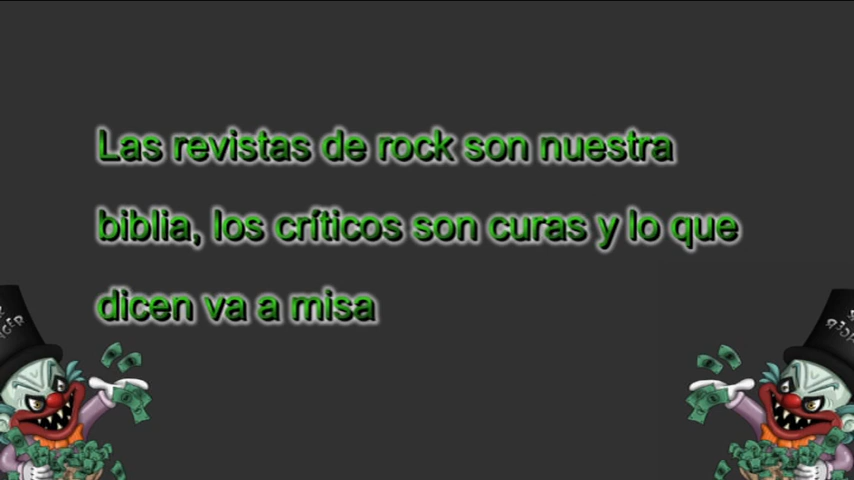 Las revistas de rock son nuestra
biblia, los críticos son curas y lo que
dicen va a misa